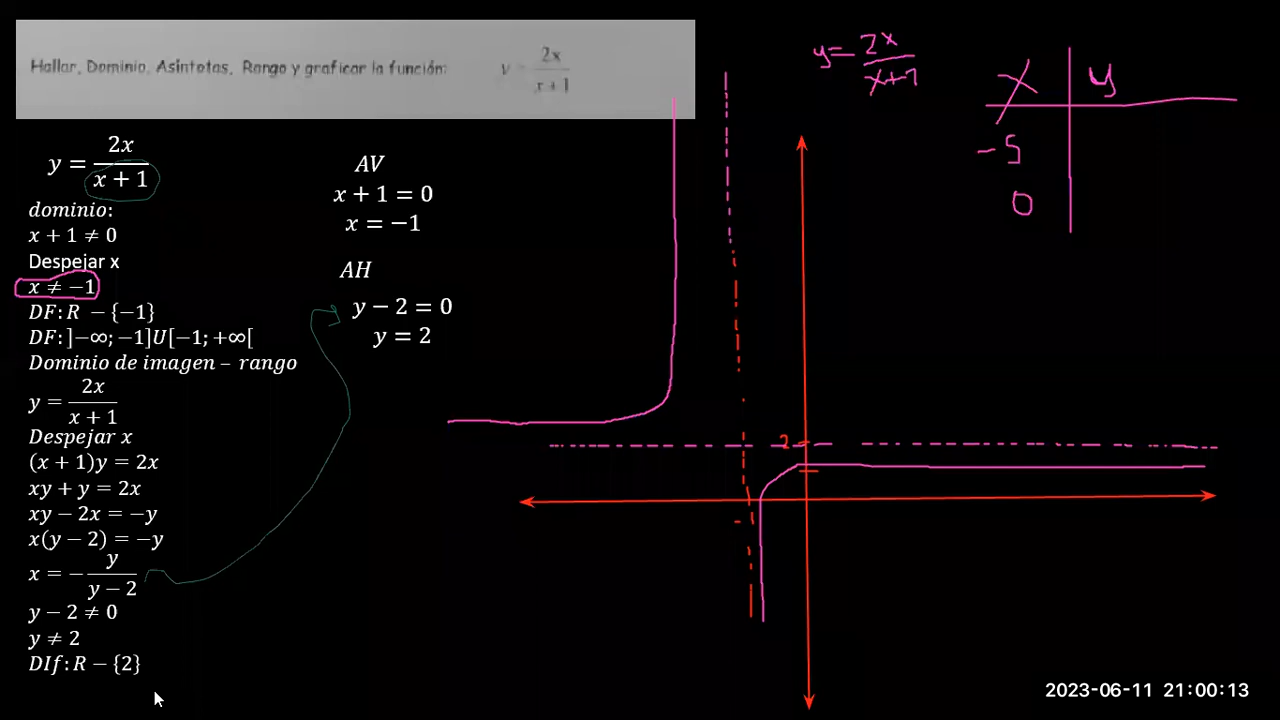 Hallar, Dominio, Asíntotas, Rango y graficar la función: y = 2x / x + 1
y = 2x / x + 1
dominio:
x + 1 ≠ 0
Despejar x
x ≠ −1
DF: R − {−1}
DF: ]−∞; −1]U[−1; +∞[
Dominio de imagen – rango
y = 2x / x + 1
Despejar x
(x + 1)y = 2x
xy + y = 2x
xy − 2x = −y
x(y − 2) = −y
x = − y / y − 2
y − 2 ≠ 0
y ≠ 2
DIf: R − {2}
AV
x + 1 = 0
x = −1
AH
y − 2 = 0
y = 2
y = 2x / x+1
x y
-5
0
2
-1
2023-06-11 21:00:13